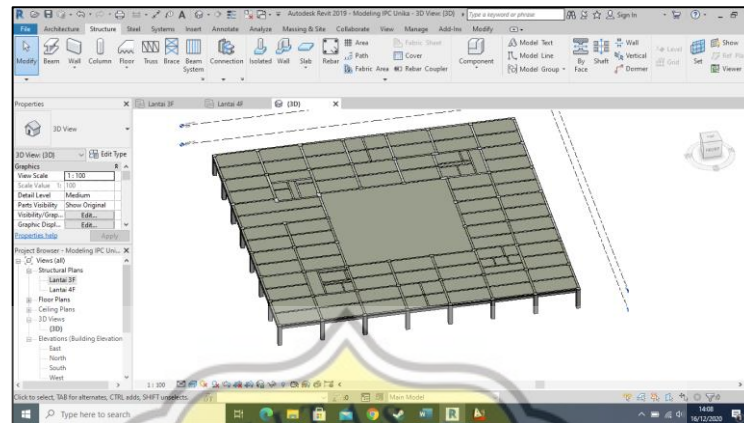 Autodesk Revit 2019 - Modeling IPC Unika - 3D View: {3D}
Type a keyword or phrase
Sign In
File Architecture Structure Steel Systems Insert Annotate Analyze Massing & Site Collaborate View Manage Add-Ins Modify
Modify Beam Wall Column Floor Truss Brace Beam System Connection Isolated Wall Slab Rebar
Area Fabric Sheet
Path Cover
Fabric Area Rebar Coupler
Component
Model Text
Model Line
Model Group
By Face Shaft
Wall
Vertical
Dormer
Level
Grid
Set
Show
Viewer
Properties
Lantai 3F Lantai 4F {3D}
3D View
3D View: {3D} Edit Type
Graphics
View Scale 1 : 100
Scale Value 1: 100
Detail Level Medium
Parts Visibility Show Original
Visibility/Grap... Edit...
Graphic Displ... Edit...
Properties help Apply
Project Browser - Modeling IPC Uni...
Views (all)
Structural Plans
Lantai 3F
Lantai 4F
Floor Plans
Ceiling Plans
3D Views
{3D}
Elevations (Building Elevation
East
North
South
West
1 : 100
Click to select, TAB for alternates, CTRL adds, SHIFT unselects.
:0 Main Model
:0
Type here to search
14:08
16/12/2020